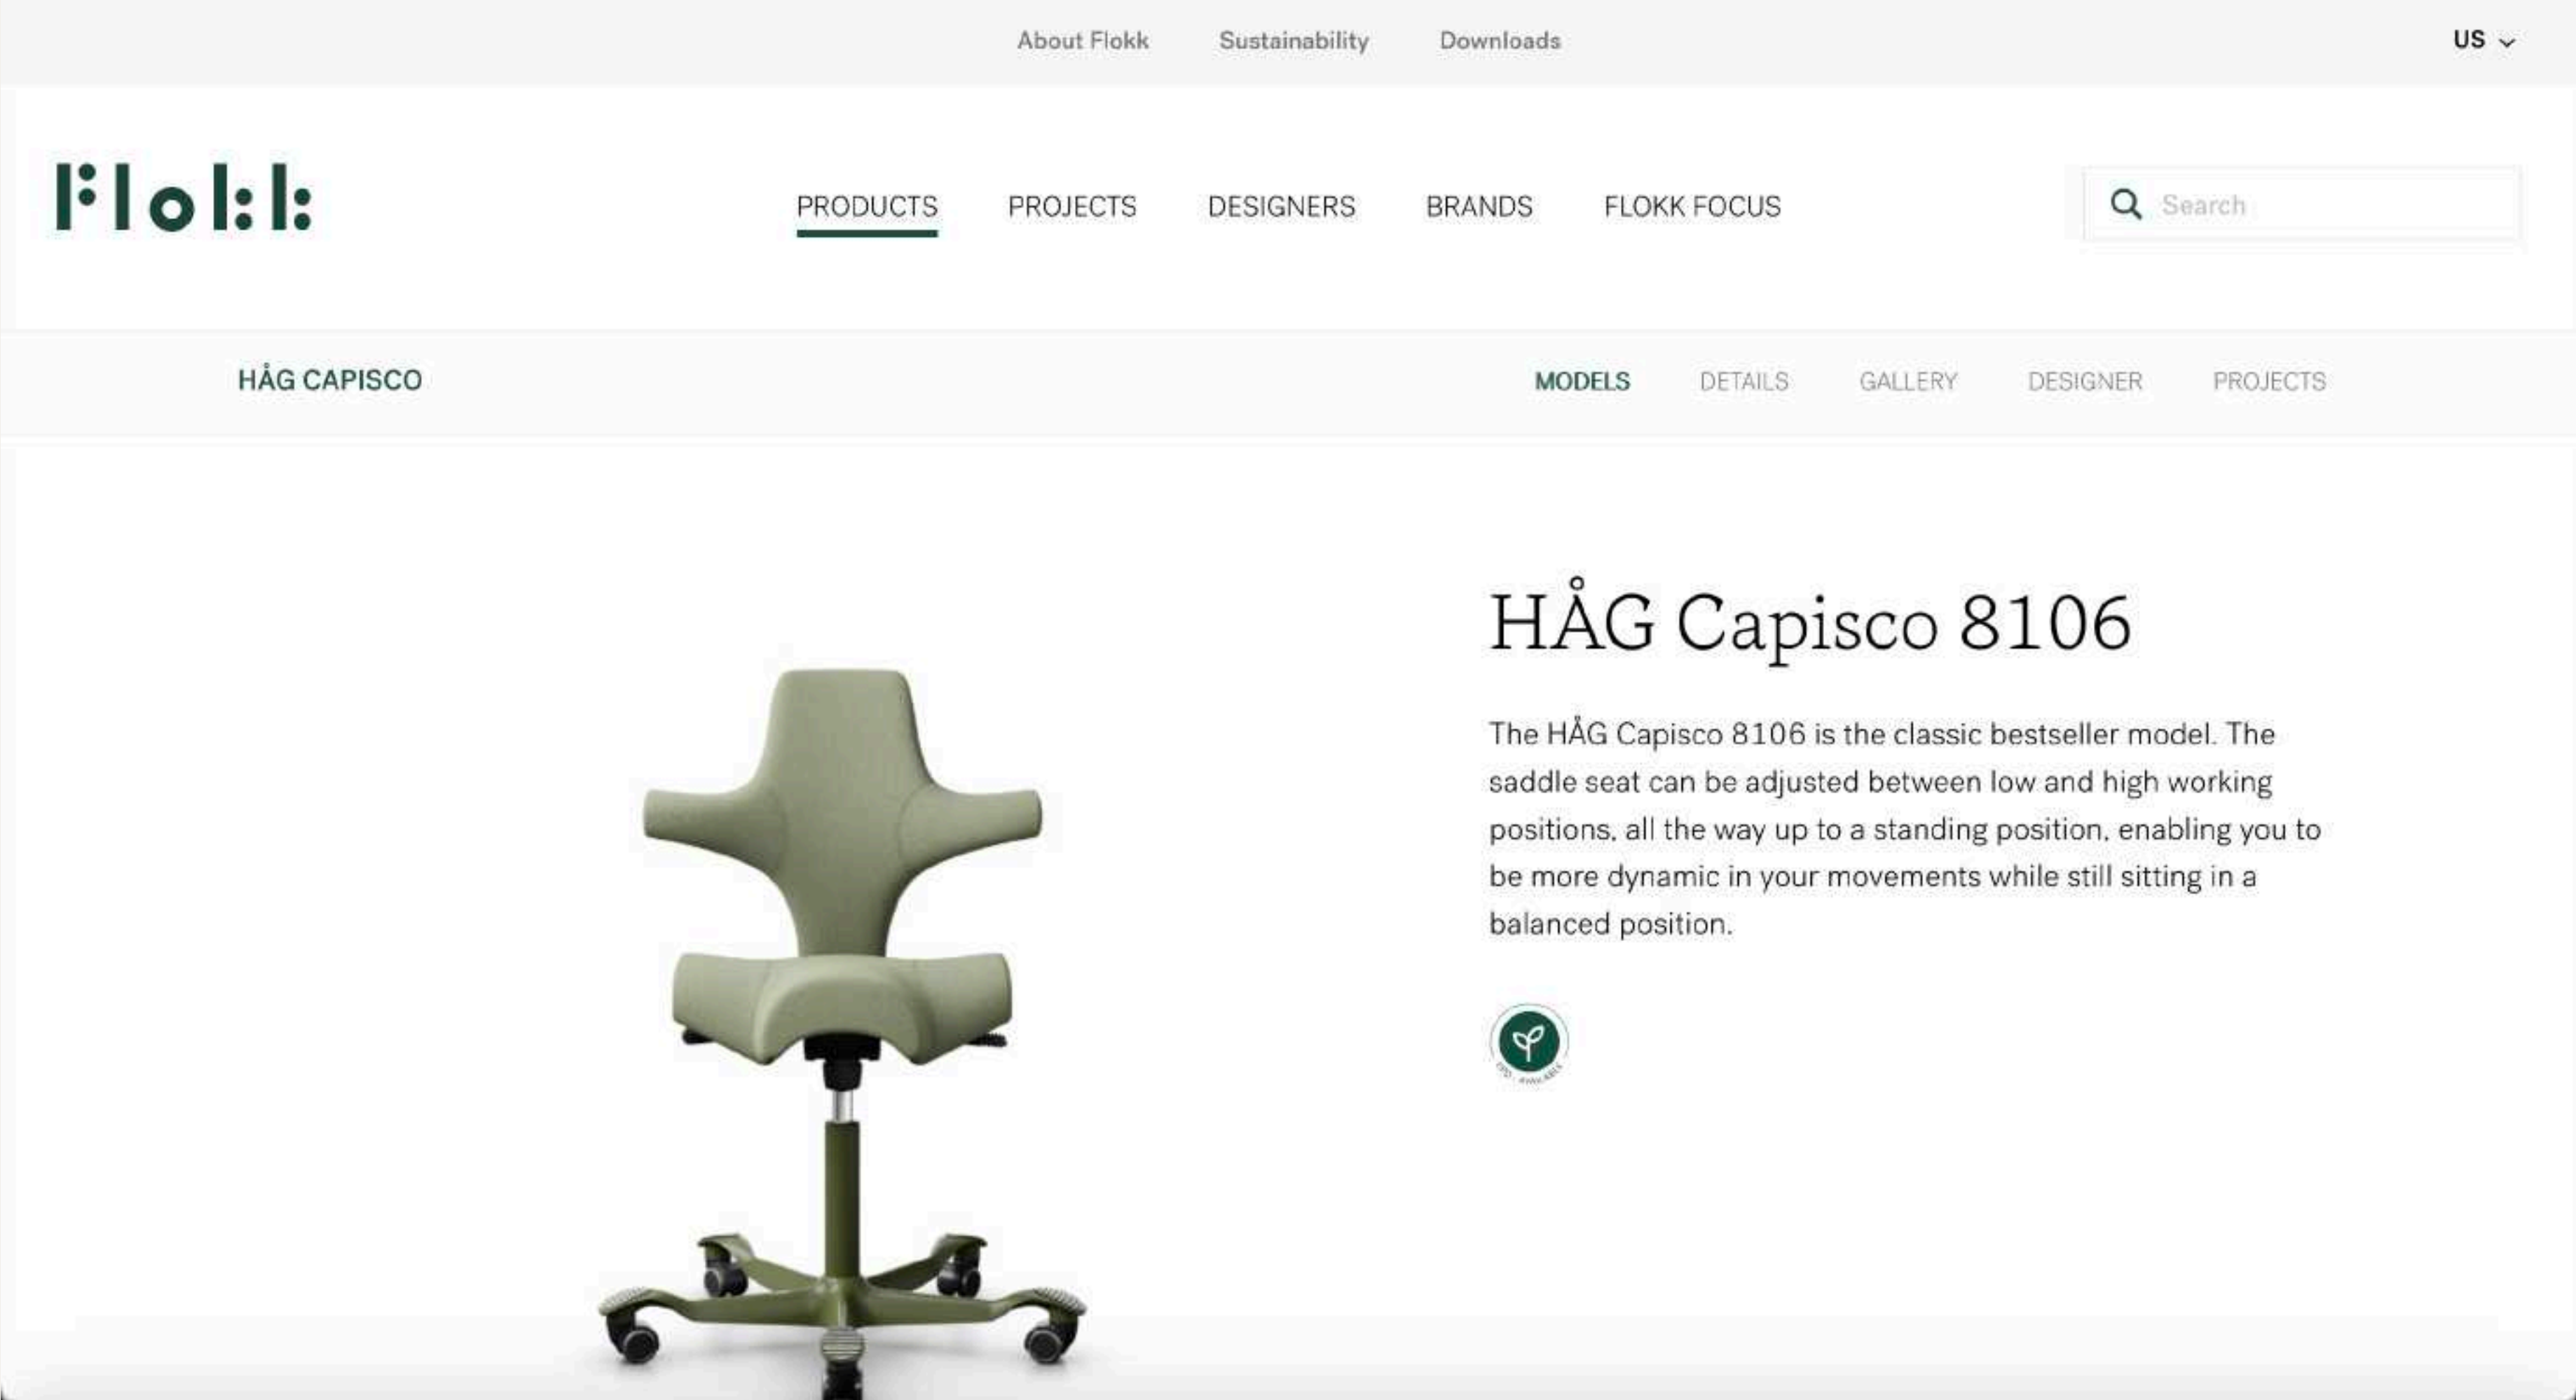 About Flokk Sustainability Downloads US
Flokk
PRODUCTS PROJECTS DESIGNERS BRANDS FLOKK FOCUS Search
HÅG CAPISCO MODELS DETAILS GALLERY DESIGNER PROJECTS
HÅG Capisco 8106
The HÅG Capisco 8106 is the classic bestseller model. The
saddle seat can be adjusted between low and high working
positions, all the way up to a standing position, enabling you to
be more dynamic in your movements while still sitting in a
balanced position.